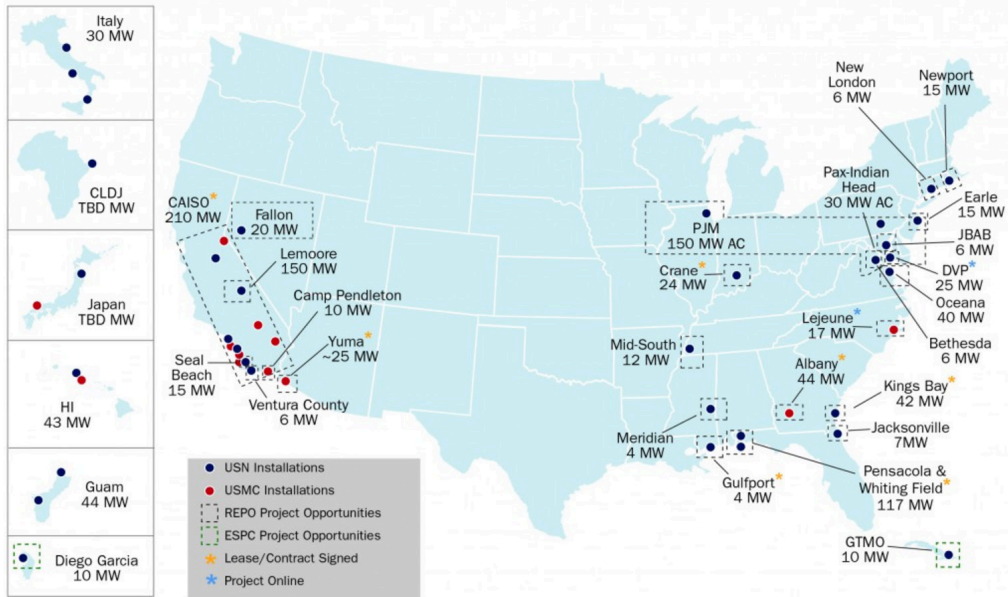 Italy
30 MW
CLDJ
TBD MW
Japan
TBD MW
HI
43 MW
Guam
44 MW
Diego Garcia
10 MW
CAISO*
210 MW
Fallon
20 MW
Lemoore
150 MW
Camp Pendleton
10 MW
Yuma*
~25 MW
Seal
Beach
15 MW
Ventura County
6 MW
New
London
6 MW
Newport
15 MW
Pax-Indian
Head
30 MW AC
Earle
15 MW
PJM
150 MW AC
JBAB
6 MW
Crane*
24 MW
DVP*
25 MW
Oceana
40 MW
Lejeune*
17 MW
Bethesda
6 MW
Mid-South
12 MW
Albany*
44 MW
Kings Bay*
42 MW
Jacksonville
7MW
Meridian
4 MW
Gulfport*
4 MW
Pensacola &
Whiting Field*
117 MW
GTMO
10 MW
USN Installations
USMC Installations
REPO Project Opportunities
ESPC Project Opportunities
* Lease/Contract Signed
* Project Online